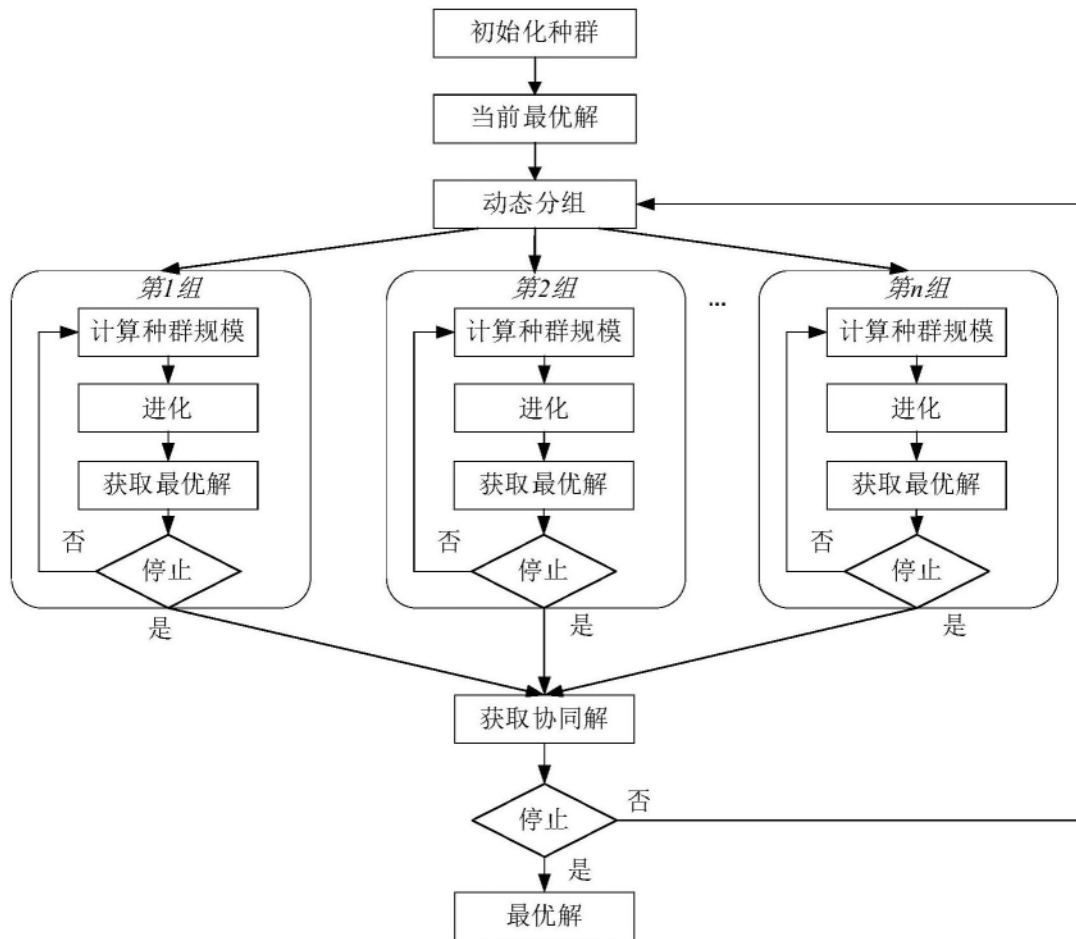 初始化种群
当前最优解
动态分组
第1组
第2组
...
第n组
计算种群规模
计算种群规模
计算种群规模
进化
进化
进化
获取最优解
获取最优解
获取最优解
否
否
否
停止
停止
停止
是
是
是
获取协同解
停止
否
是
最优解